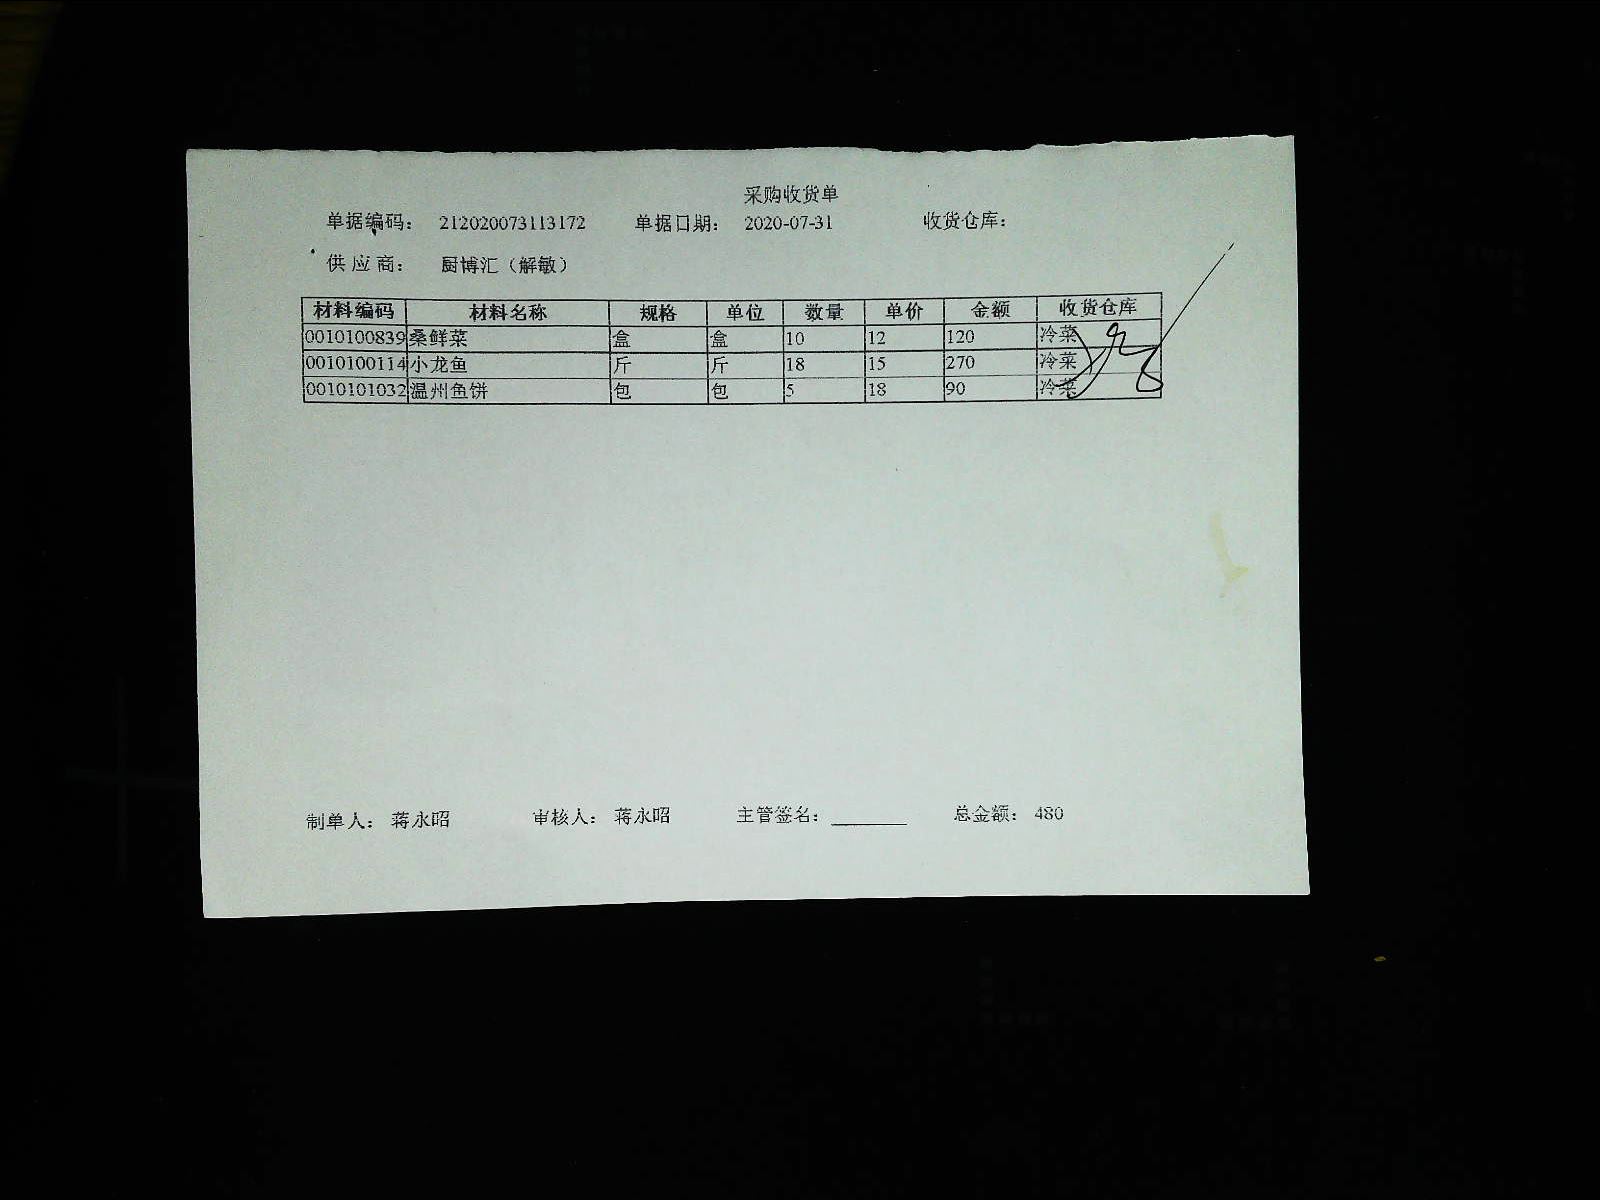 采购收货单
单据编码： 212020073113172 单据日期： 2020-07-31 收货仓库：
供应商： 厨博汇（解敏）
材料编码 材料名称 规格 单位 数量 单价 金额 收货仓库
0010100839 桑鲜菜 盒 盒 10 12 120 冷菜
0010100114 小龙鱼 斤 斤 18 15 270 冷菜
0010101032 温州鱼饼 包 包 5 18 90 冷菜
制单人： 蒋永昭 审核人： 蒋永昭 主管签名： 总金额： 480